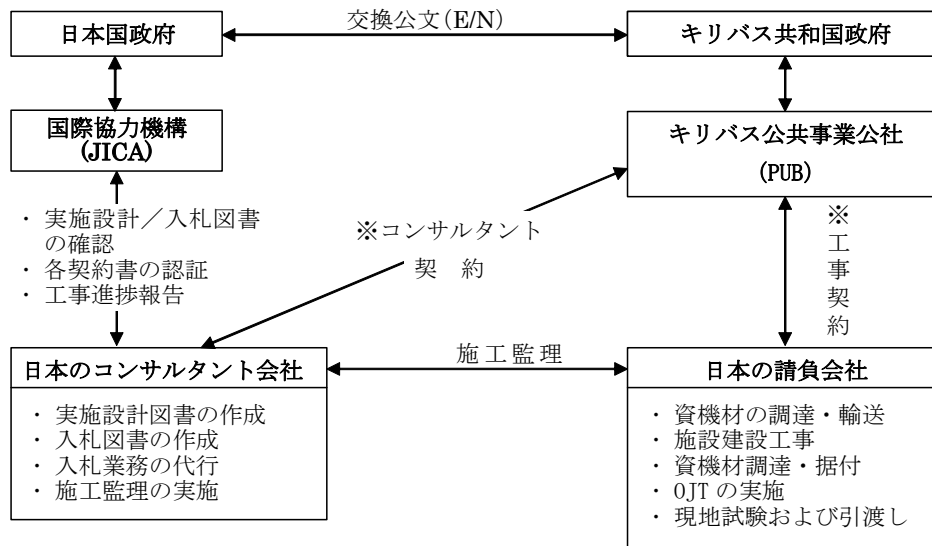 日本国政府
交換公文(E/N)
キリバス共和国政府
国際協力機構
(JICA)
キリバス公共事業公社
(PUB)
・ 実施設計／入札図書
の確認
・ 各契約書の認証
・ 工事進捗報告
※コンサルタント
契　約
※工事契約
日本のコンサルタント会社
施工監理
日本の請負会社
・ 実施設計図書の作成
・ 入札図書の作成
・ 入札業務の代行
・ 施工監理の実施
・ 資機材の調達・輸送
・ 施設建設工事
・ 資機材調達・据付
・ OJT の実施
・ 現地試験および引渡し